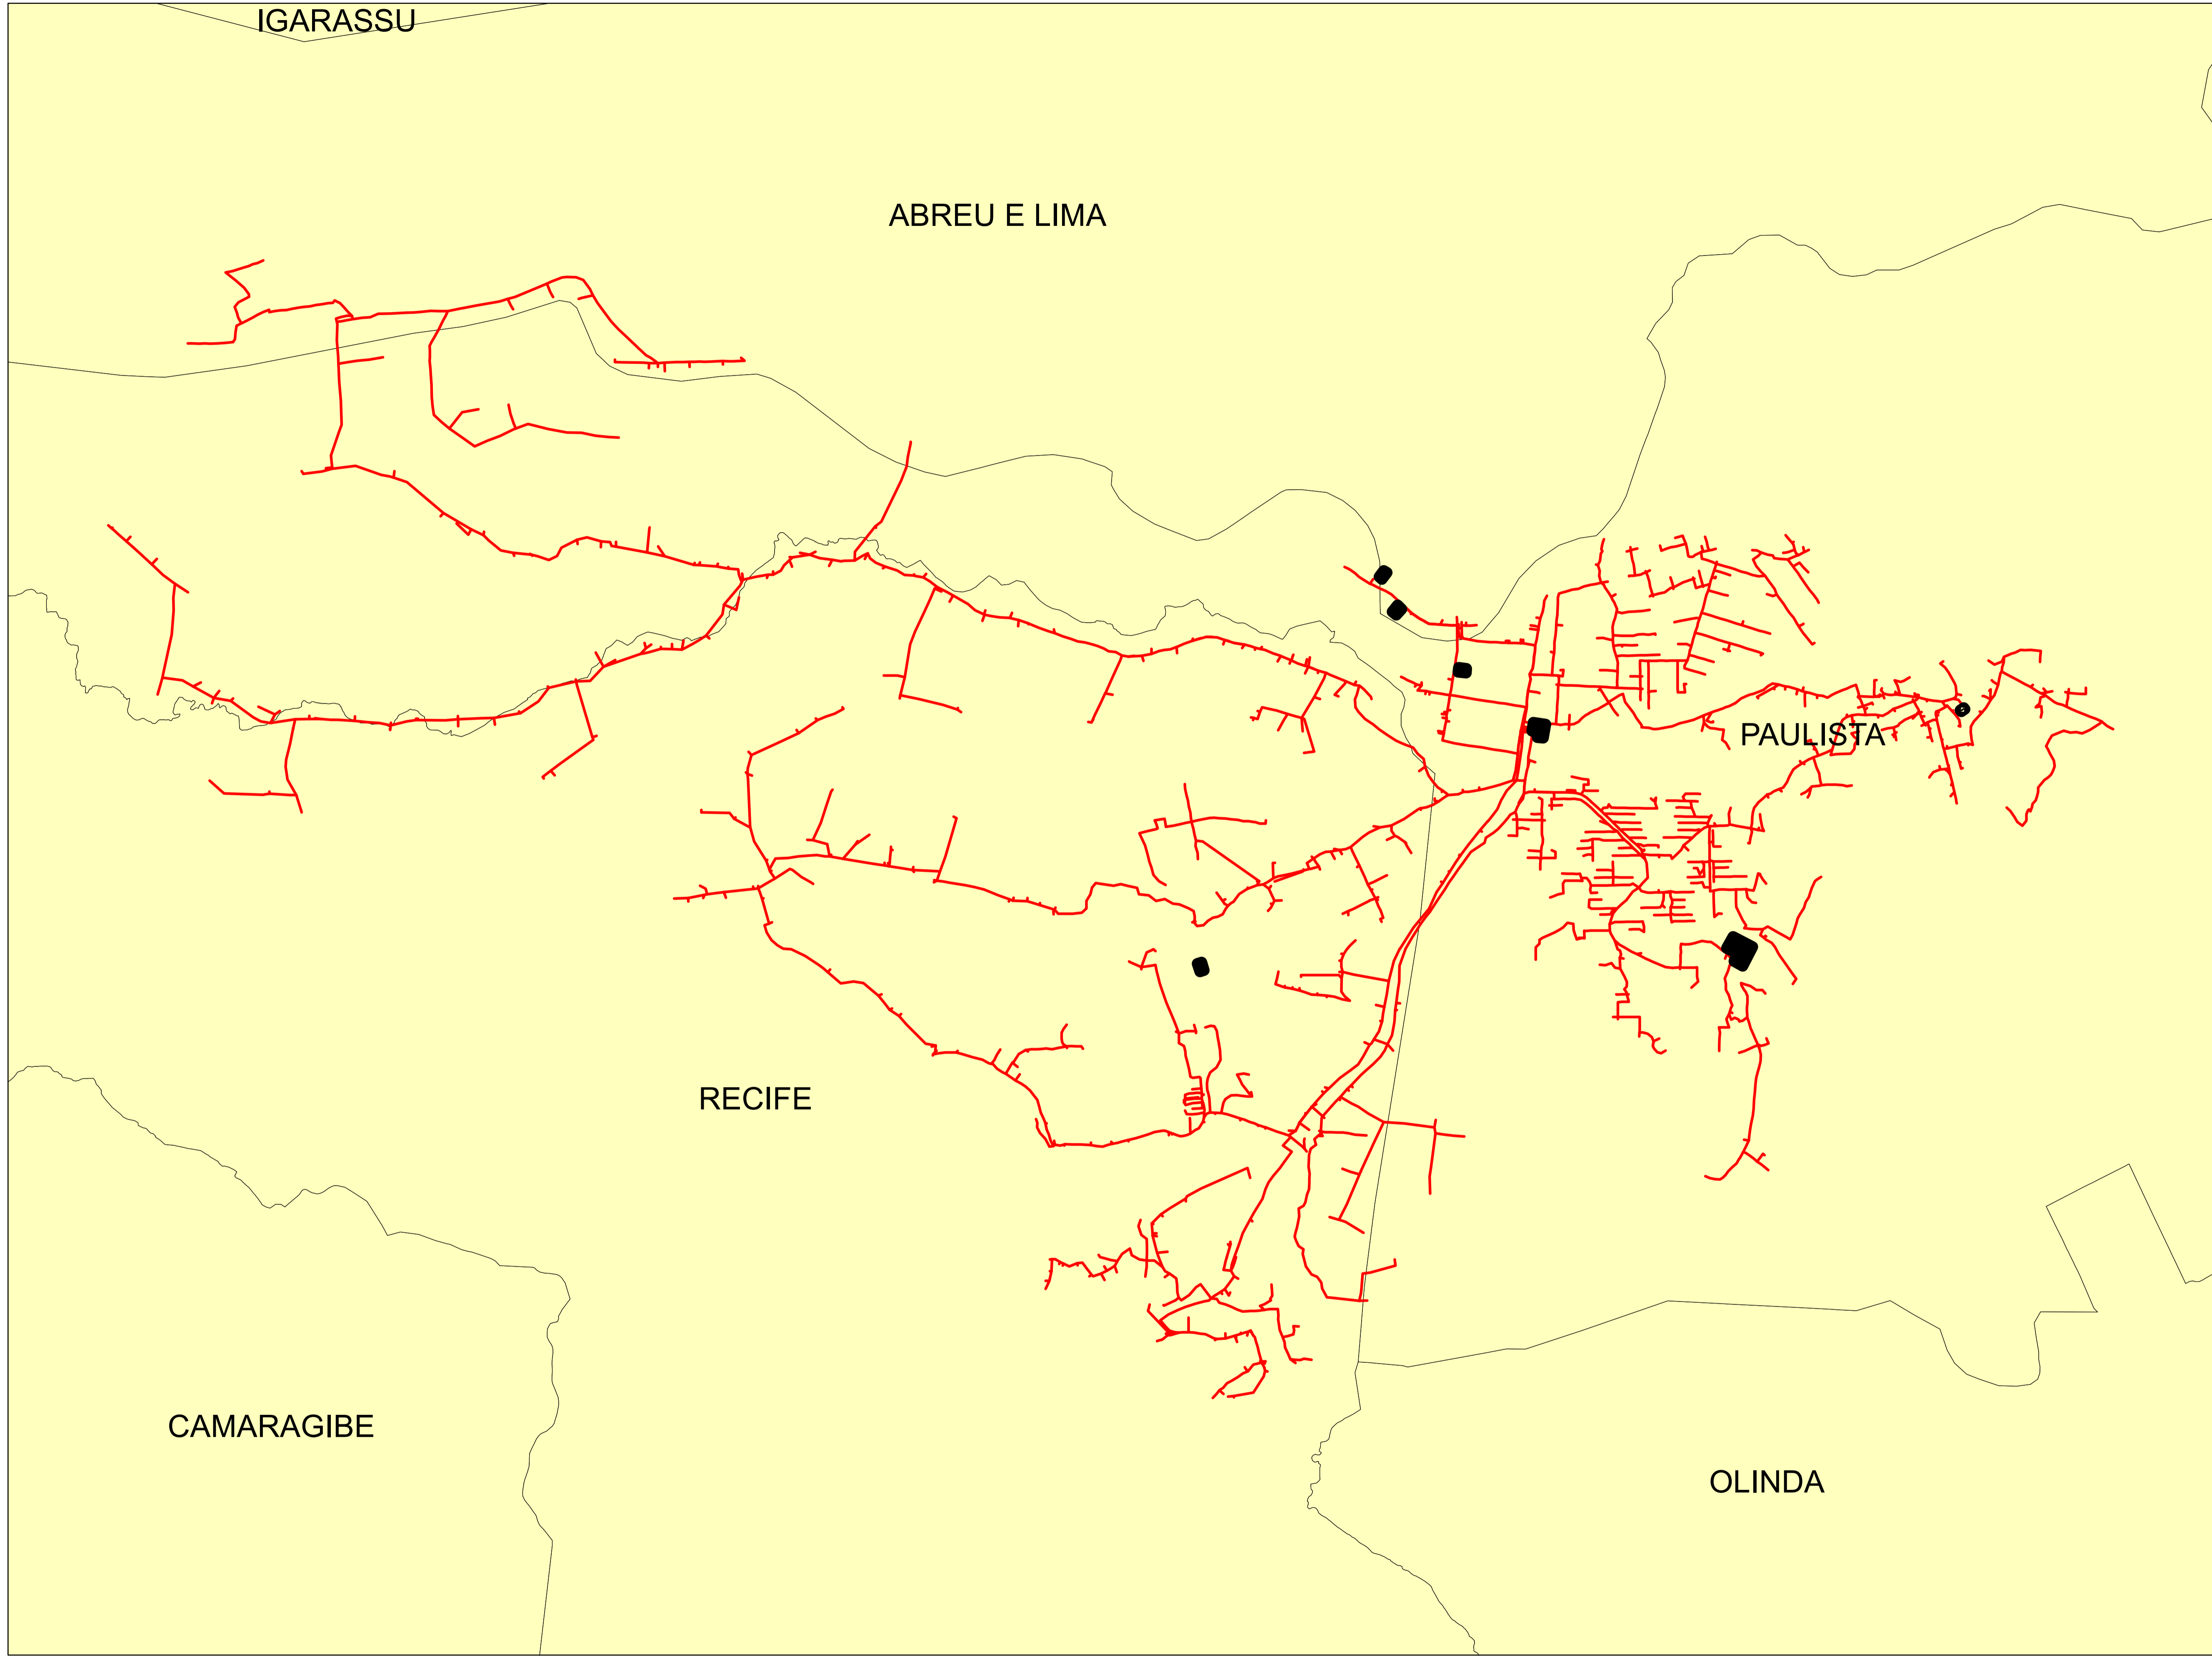 IGARASSU
ABREU E LIMA
PAULISTA
RECIFE
CAMARAGIBE
OLINDA